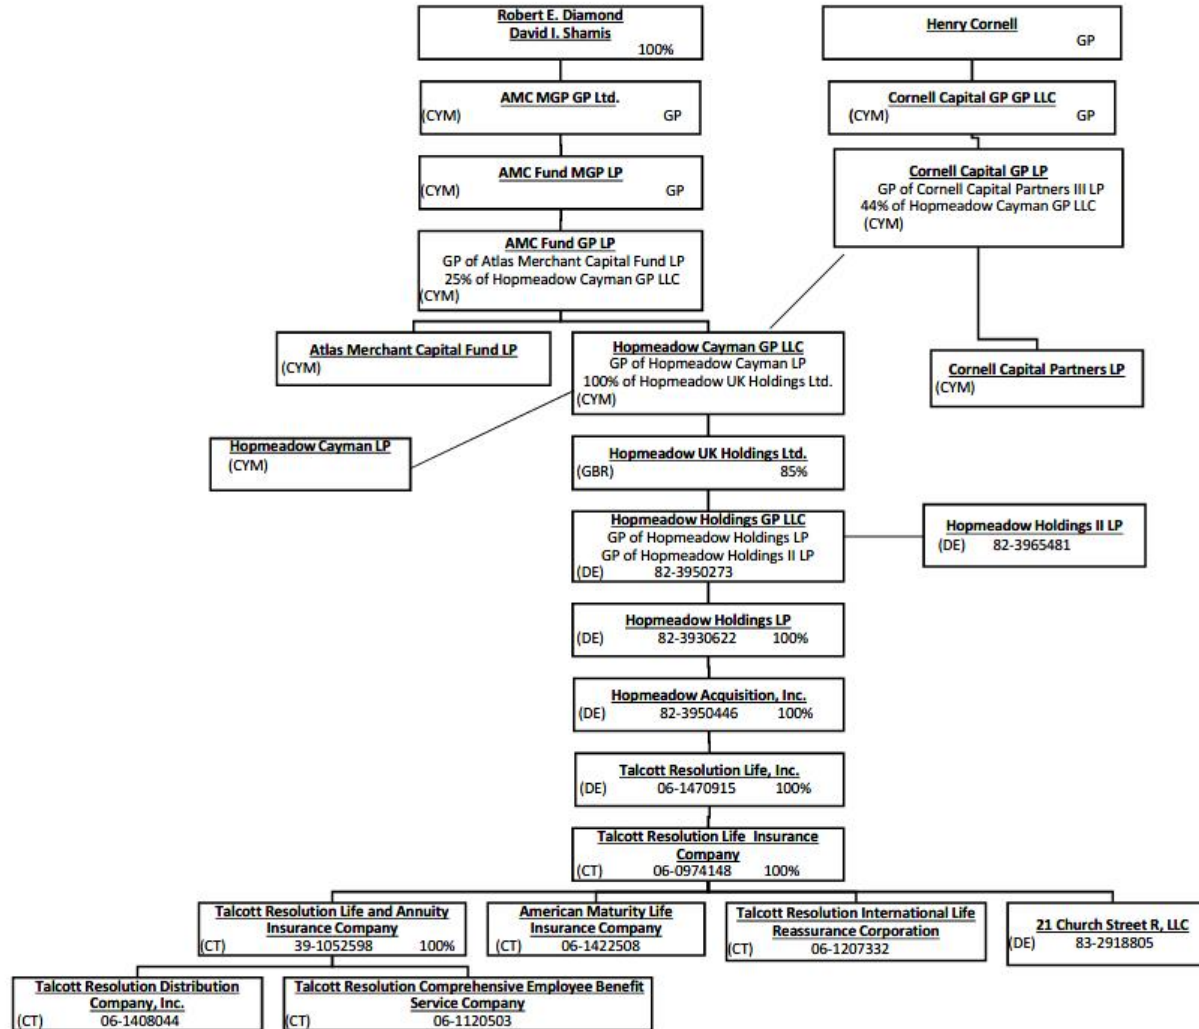 Robert E. Diamond
David I. Shamis
100%
Henry Cornell
GP
AMC MGP GP Ltd.
(CYM) GP
Cornell Capital GP GP LLC
(CYM) GP
AMC Fund MGP LP
(CYM) GP
Cornell Capital GP LP
GP of Cornell Capital Partners III LP
44% of Hopmeadow Cayman GP LLC
(CYM)
AMC Fund GP LP
GP of Atlas Merchant Capital Fund LP
25% of Hopmeadow Cayman GP LLC
(CYM)
Atlas Merchant Capital Fund LP
(CYM)
Hopmeadow Cayman GP LLC
GP of Hopmeadow Cayman LP
100% of Hopmeadow UK Holdings Ltd.
(CYM)
Cornell Capital Partners LP
(CYM)
Hopmeadow Cayman LP
(CYM)
Hopmeadow UK Holdings Ltd.
(GBR) 85%
Hopmeadow Holdings GP LLC
GP of Hopmeadow Holdings LP
GP of Hopmeadow Holdings II LP
(DE) 82-3950273
Hopmeadow Holdings II LP
(DE) 82-3965481
Hopmeadow Holdings LP
(DE) 82-3930622 100%
Hopmeadow Acquisition, Inc.
(DE) 82-3950446 100%
Talcott Resolution Life, Inc.
(DE) 06-1470915 100%
Talcott Resolution Life Insurance
Company
(CT) 06-0974148 100%
Talcott Resolution Life and Annuity
Insurance Company
(CT) 39-1052598 100%
American Maturity Life
Insurance Company
(CT) 06-1422508
Talcott Resolution International Life
Reassurance Corporation
(CT) 06-1207332
21 Church Street R, LLC
(DE) 83-2918805
Talcott Resolution Distribution
Company, Inc.
(CT) 06-1408044
Talcott Resolution Comprehensive Employee Benefit
Service Company
(CT) 06-1120503